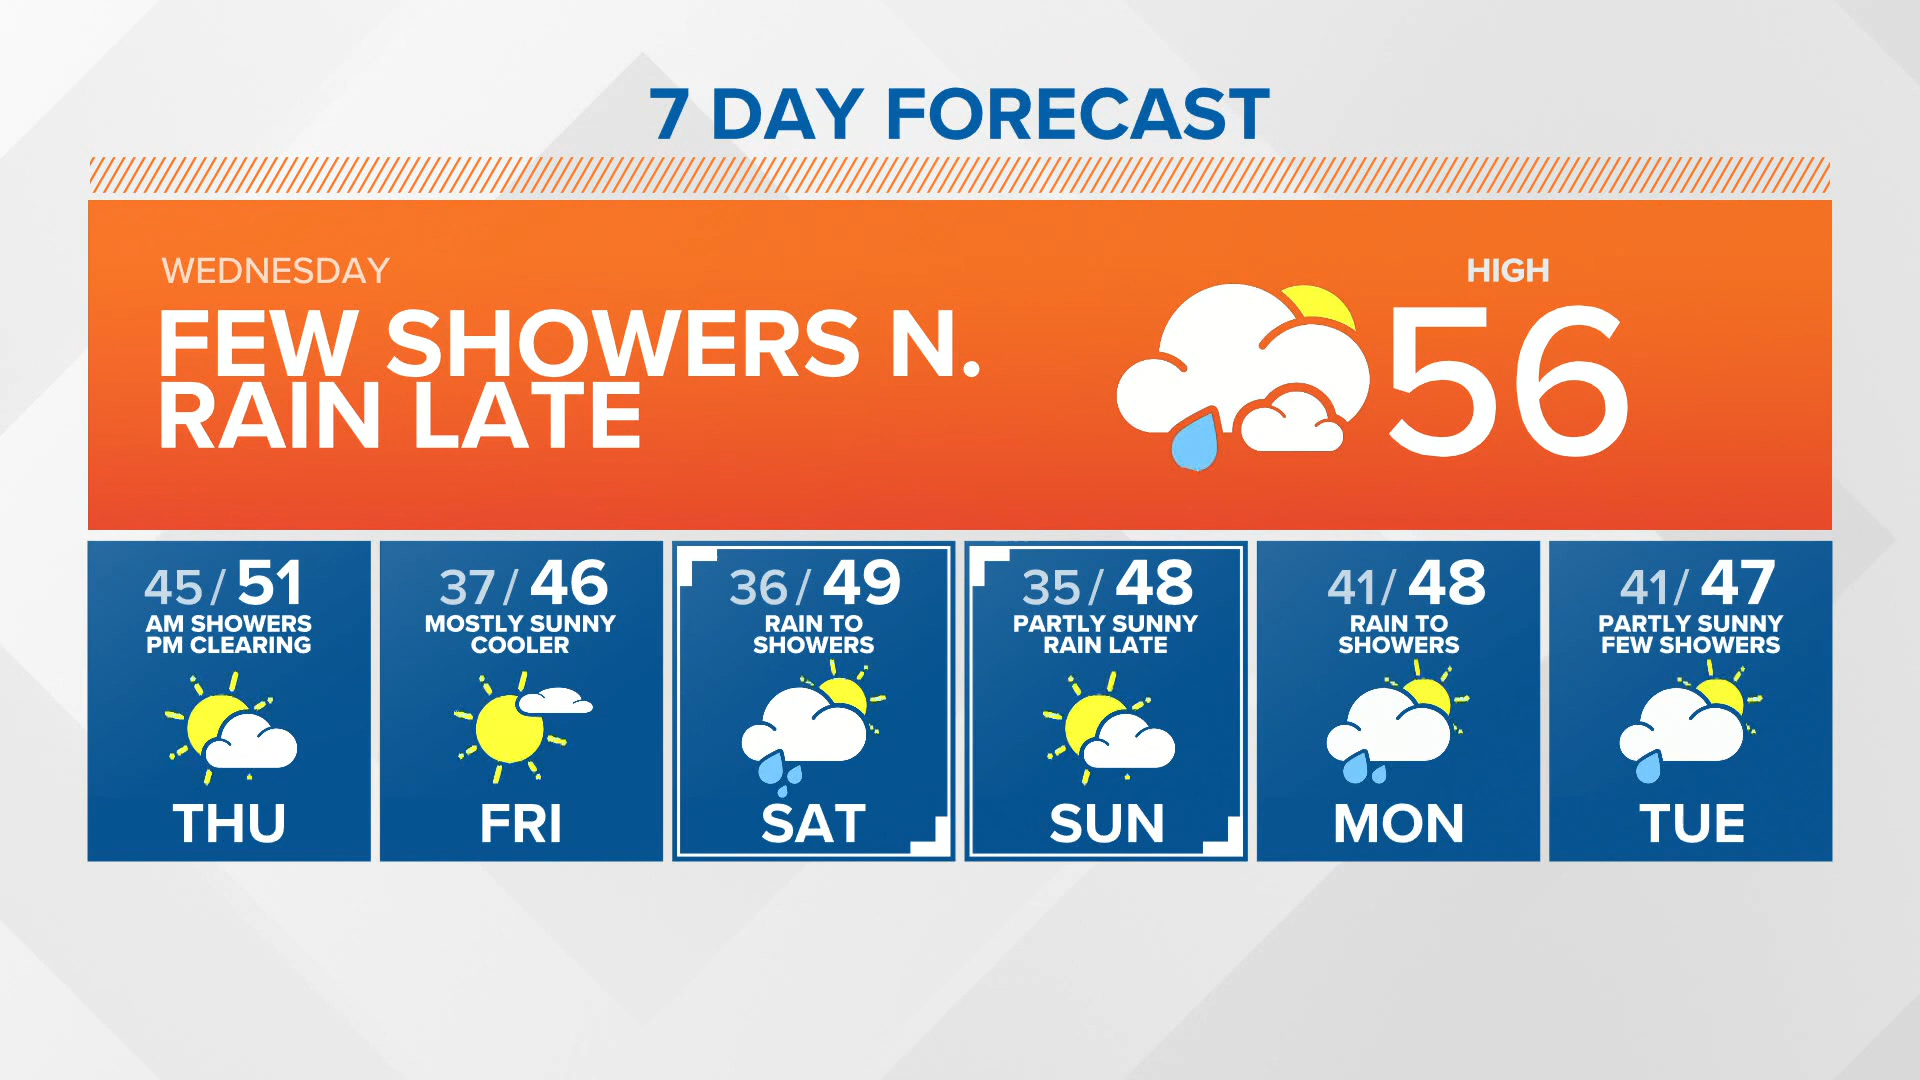 7 DAY FORECAST
WEDNESDAY
FEW SHOWERS N.
RAIN LATE
HIGH
56
45/51
AM SHOWERS
PM CLEARING
THU
37/46
MOSTLY SUNNY
COOLER
FRI
36/49
RAIN TO
SHOWERS
SAT
35/48
PARTLY SUNNY
RAIN LATE
SUN
41/48
RAIN TO
SHOWERS
MON
41/47
PARTLY SUNNY
FEW SHOWERS
TUE